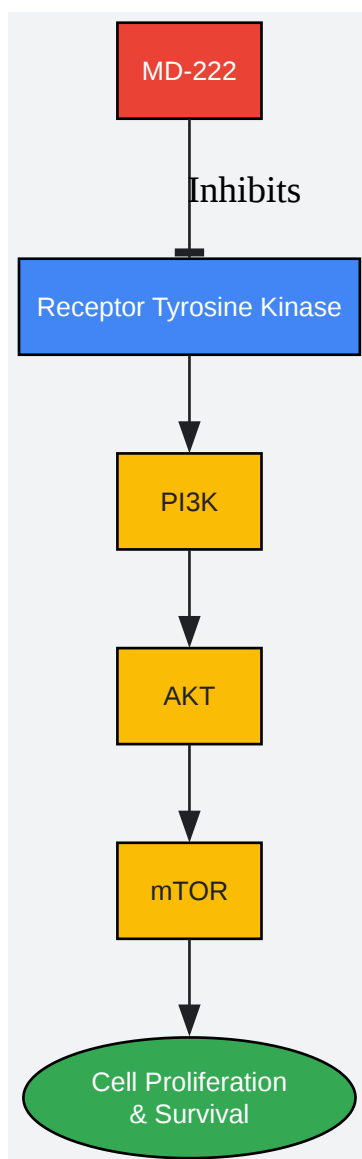 MD-222
Inhibits
Receptor Tyrosine Kinase
PI3K
AKT
mTOR
Cell Proliferation
& Survival